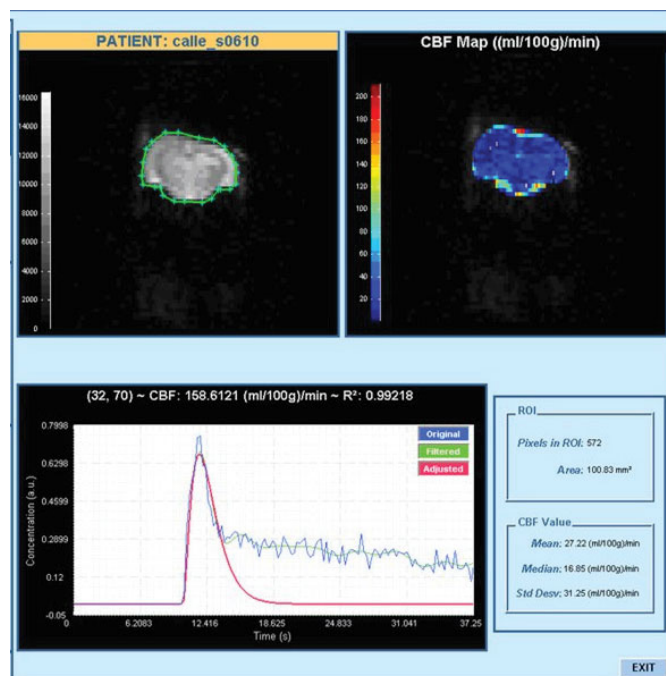 PATIENT: calle_s0610
16000
14000
12000
10000
8000
6000
4000
2000
0
CBF Map ((ml/100g)/min)
200
180
160
140
120
100
80
60
40
20
(32, 70) ~ CBF: 158.6121 (ml/100g)/min ~ R²: 0.99218
Concentration (a.u.)
0.7998
0.6298
0.4599
0.2899
0.12
-0.05
0 6.2083 12.416 18.625 24.833 31.041 37.25
Time (s)
Original
Filtered
Adjusted
ROI
Pixels in ROI: 572
Area: 100.83 mm²
CBF Value
Mean: 27.22 (ml/100g)/min
Median: 16.85 (ml/100g)/min
Std Desv: 31.25 (ml/100g)/min
EXIT